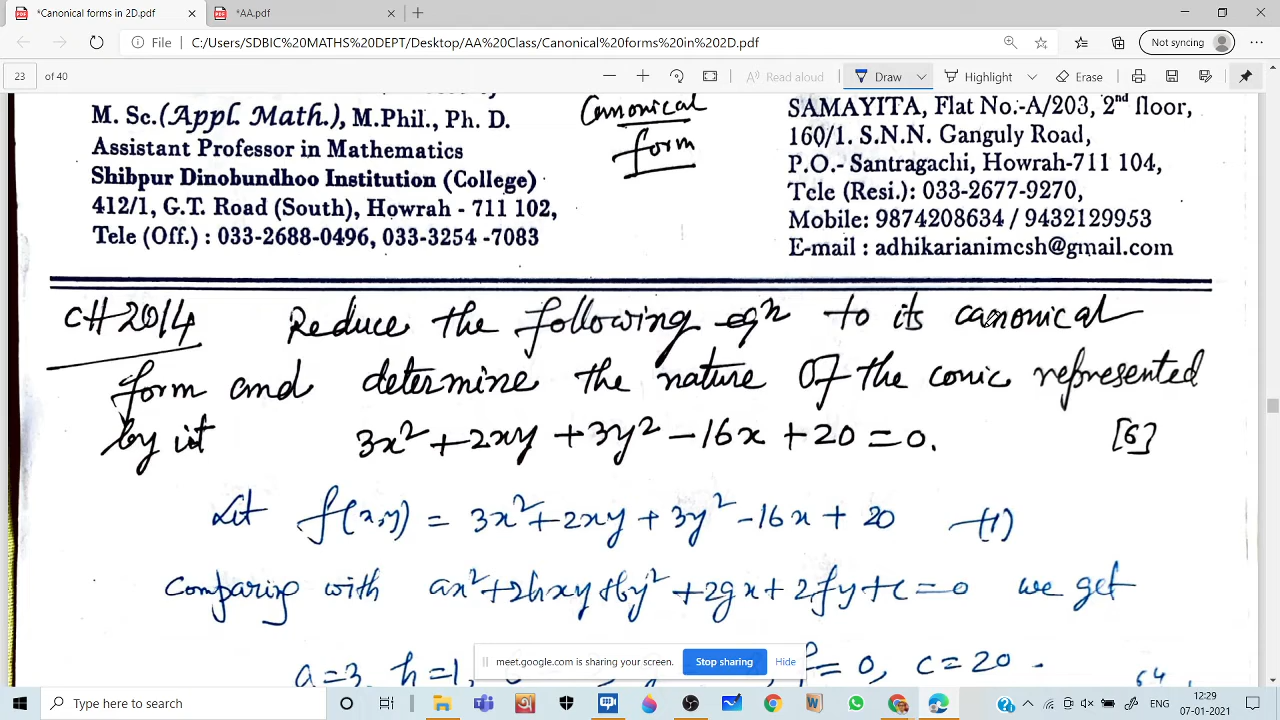 *Canonical forms in 2D.pdf
*AA.pdf
File
C:/Users/SDBIC%20MATHS%20DEPT/Desktop/AA%20Class/Canonical%20forms%20in%202D.pdf
Not syncing
23 of 40
Read aloud
Draw
Highlight
Erase
Canonical
form
M. Sc.(Appl. Math.), M.Phil., Ph. D.
Assistant Professor in Mathematics
Shibpur Dinobundhoo Institution (College)
412/1, G.T. Road (South), Howrah - 711 102,
Tele (Off.) : 033-2688-0496, 033-3254 -7083
SAMAYITA, Flat No.-A/203, 2nd floor,
160/1. S.N.N. Ganguly Road,
P.O.- Santragachi, Howrah-711 104,
Tele (Resi.): 033-2677-9270,
Mobile: 9874208634 / 9432129953
E-mail : adhikarianimesh@gmail.com
CH 2014 Reduce the following eqn to its canonical
form and determine the nature Of the conic represented
by it 3x²+2xy+3y²-16x+20=0. [6]
Let f(x,y) = 3x²+2xy+3y²-16x+20 —(1)
Comparing with ax²+2hxy+by²+2gx+2fy+c=0 we get
a=3, h=1, f=0, c=20.
64
meet.google.com is sharing your screen.
Stop sharing
Hide
Type here to search
ENG
12:29
07-01-2021